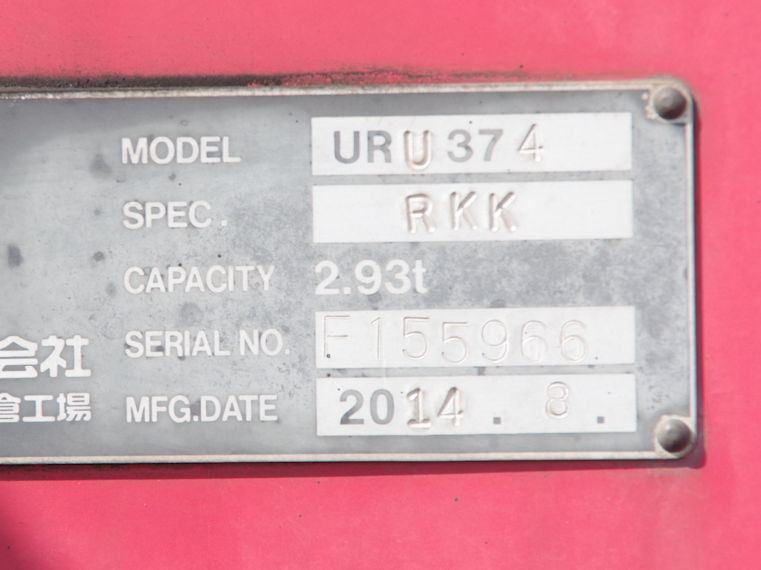 MODEL URU374
SPEC. RKK
CAPACITY 2.93t
SERIAL NO. F155966
会社
倉工場
MFG.DATE 2014.8.